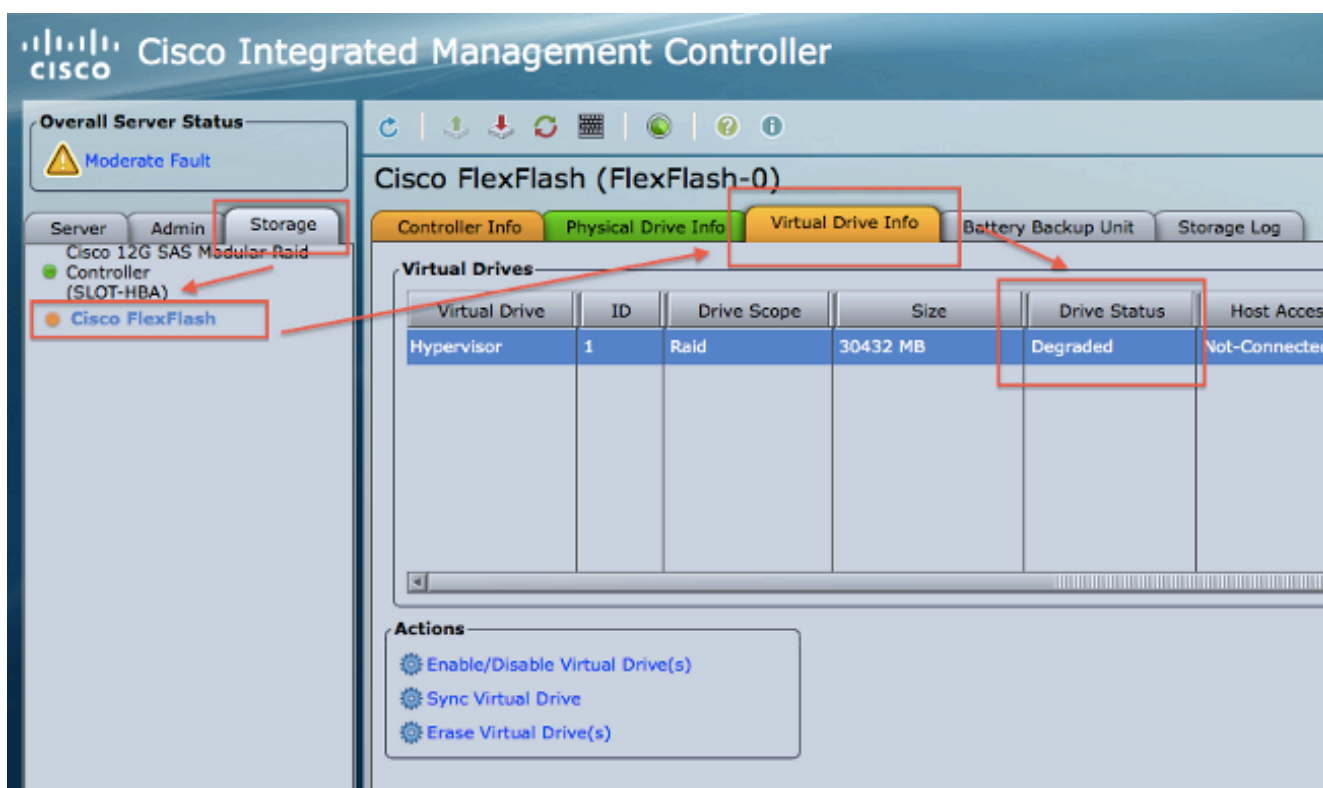 CISCO
Cisco Integrated Management Controller
Overall Server Status
Moderate Fault
Server Admin Storage
Cisco 12G SAS Modular Raid
Controller
(SLOT-HBA)
Cisco FlexFlash
Cisco FlexFlash (FlexFlash-0)
Controller Info Physical Drive Info Virtual Drive Info Battery Backup Unit Storage Log
Virtual Drives
Virtual Drive ID Drive Scope Size Drive Status Host Acces
Hypervisor 1 Raid 30432 MB Degraded Not-Connected
Actions
Enable/Disable Virtual Drive(s)
Sync Virtual Drive
Erase Virtual Drive(s)